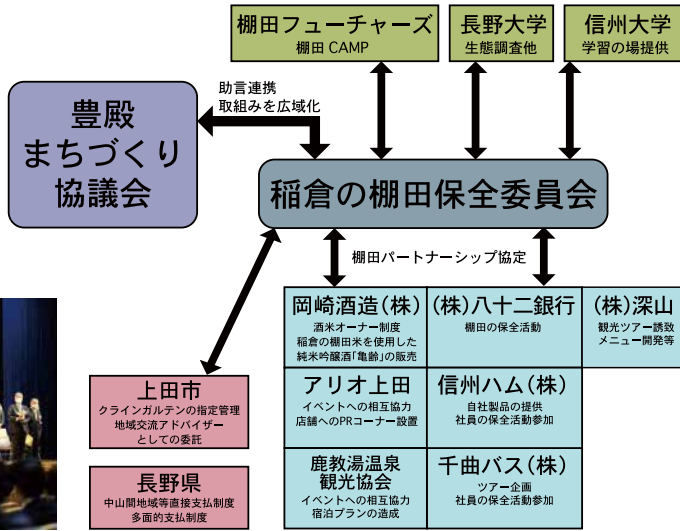 棚田フューチャーズ
棚田 CAMP
長野大学
生態調査他
信州大学
学習の場提供
助言連携
取組みを広域化
豊殿
まちづくり
協議会
稲倉の棚田保全委員会
棚田パートナーシップ協定
岡崎酒造(株)
酒米オーナー制度
稲倉の棚田米を使用した
純米吟醸酒「亀齢」の販売
(株)八十二銀行
棚田の保全活動
(株)深山
観光ツアー誘致
メニュー開発等
上田市
クラインガルテンの指定管理
地域交流アドバイザー
としての委託
アリオ上田
イベントへの相互協力
店舗へのPRコーナー設置
信州ハム(株)
自社製品の提供
社員の保全活動参加
長野県
中山間地域等直接支払制度
多面的支払制度
鹿教湯温泉
観光協会
イベントへの相互協力
宿泊プランの造成
千曲バス(株)
ツアー企画
社員の保全活動参加